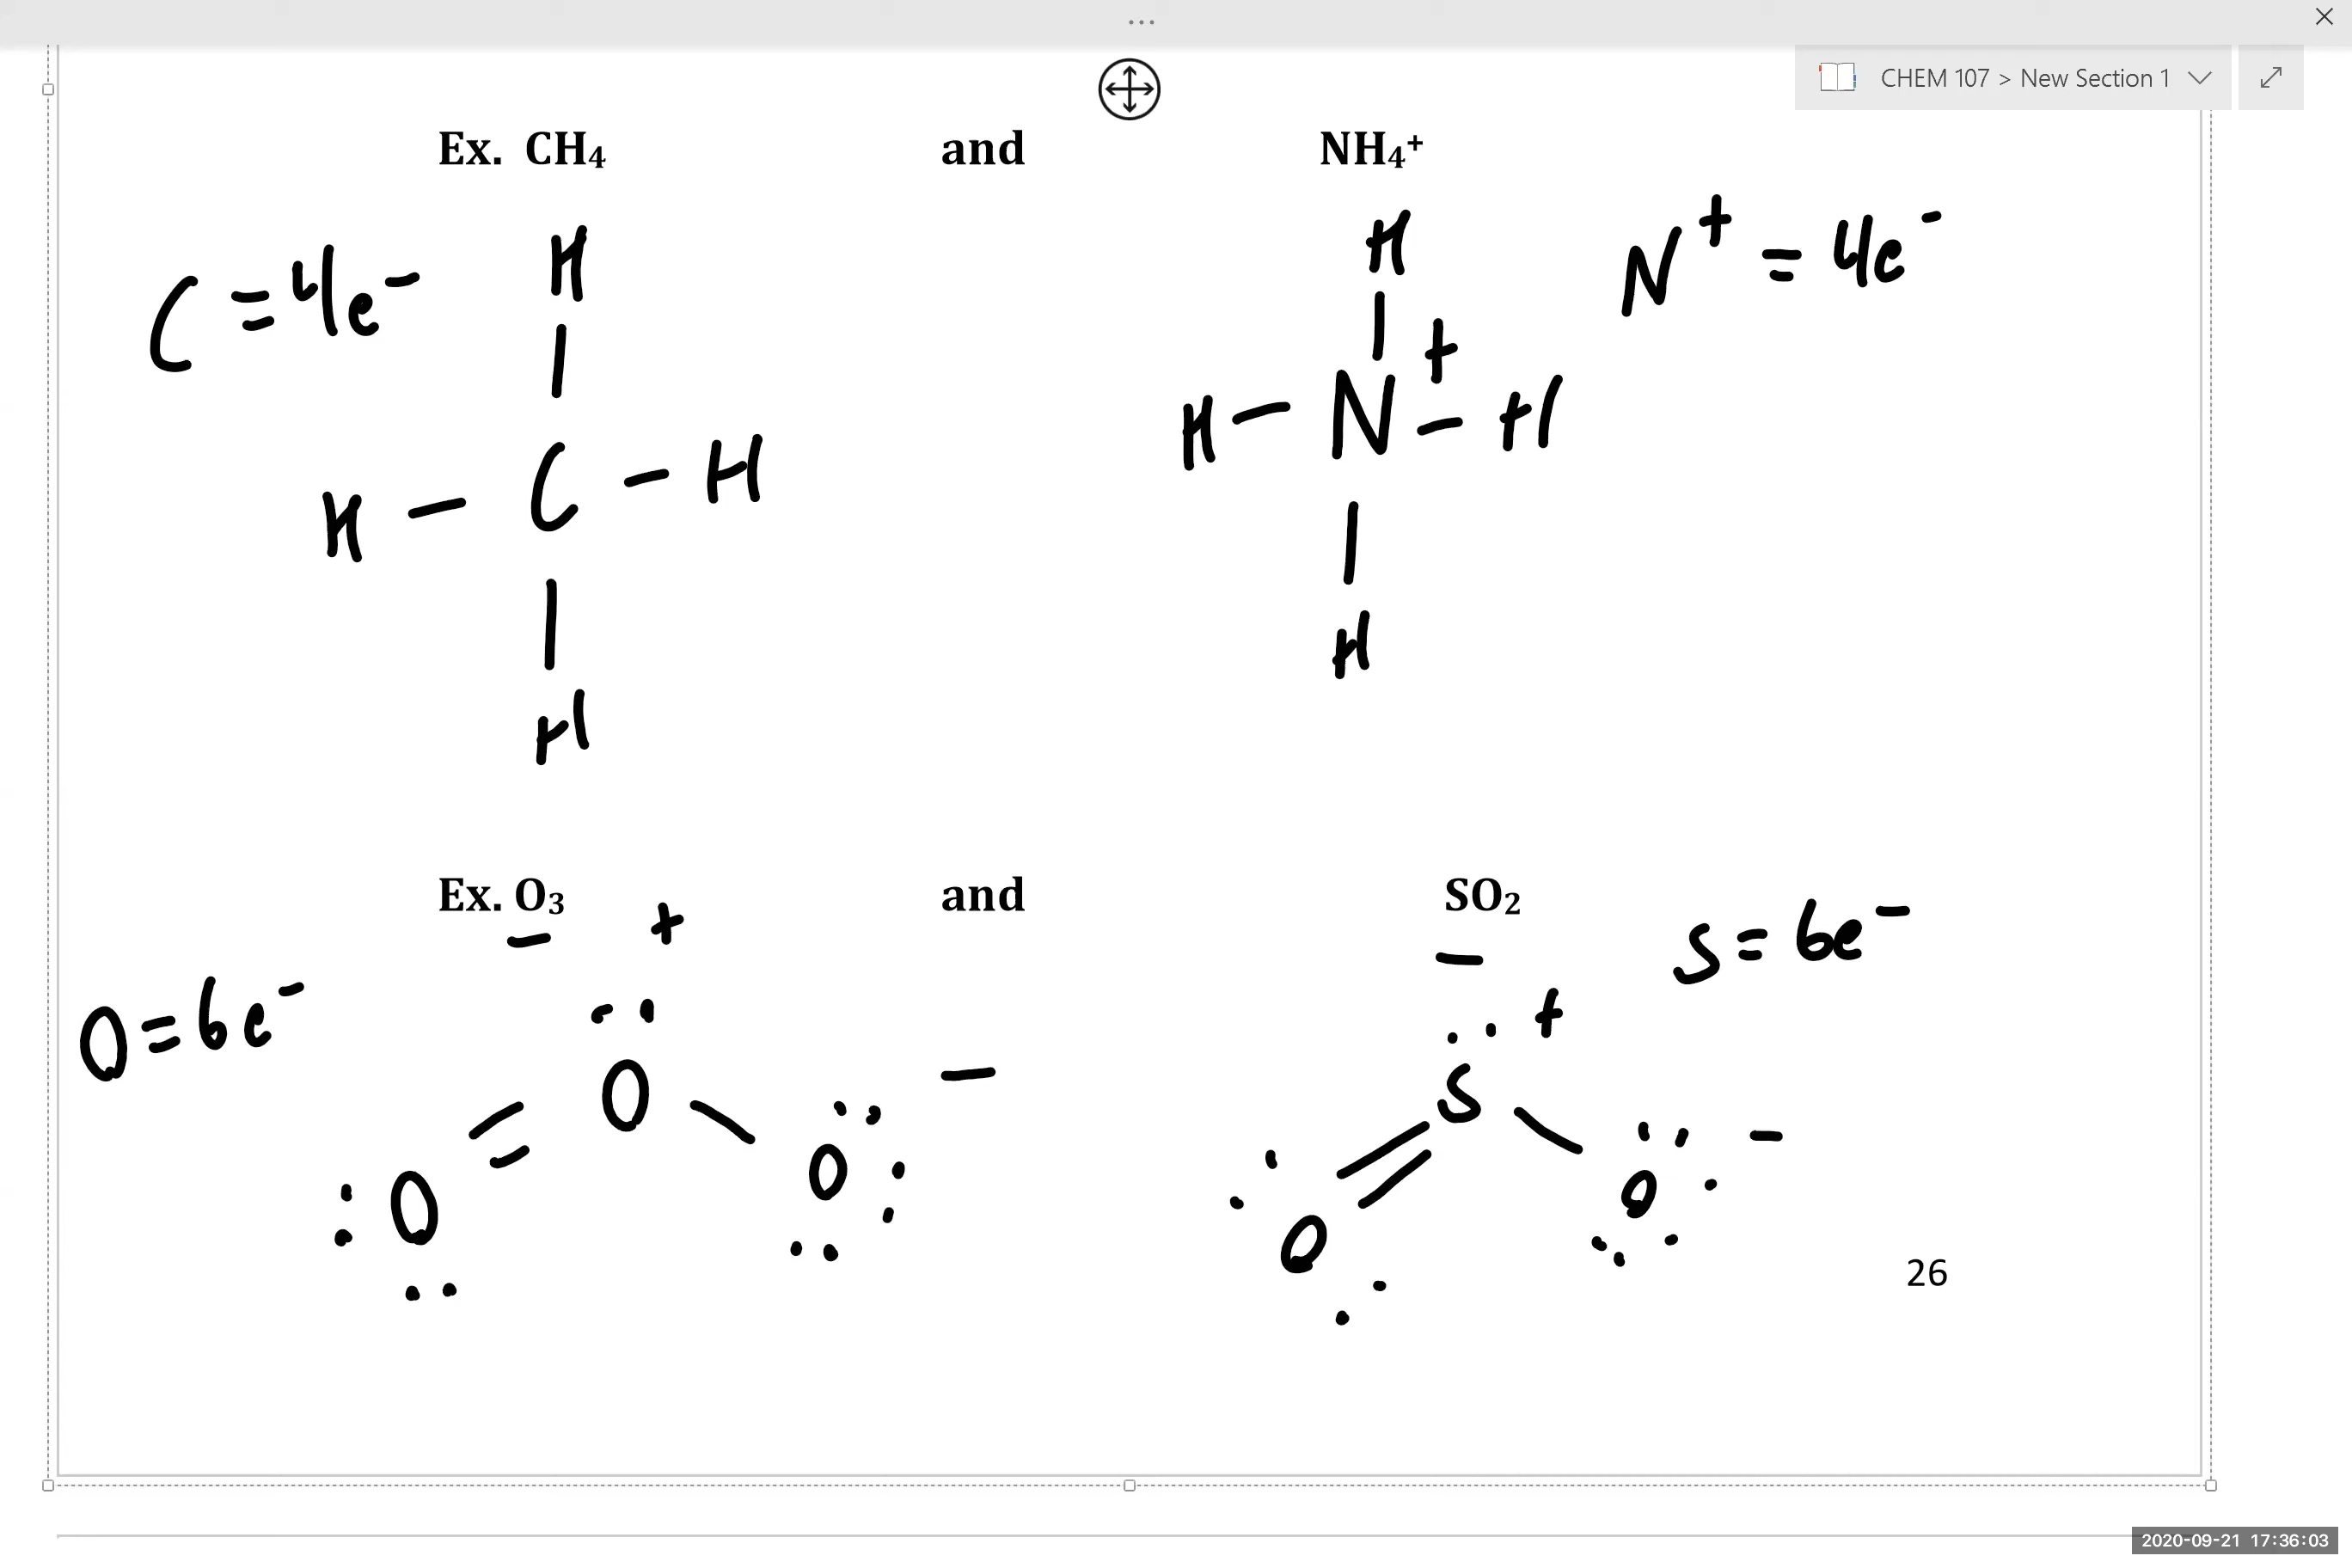 CHEM 107 > New Section 1
Ex. CH₄ and NH₄⁺
C = 4e⁻
N⁺ = 4e⁻
H
H – C – H
H
H
H – N⁺ – H
H
Ex. O₃ and SO₂
O = 6e⁻
S = 6e⁻
+
O
O = O – O –
+
S
O = S – O –
26
2020-09-21 17:36:03